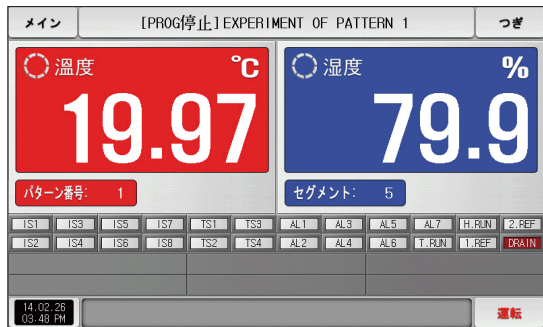 メイン [PROG停止]EXPERIMENT OF PATTERN 1 つぎ
溫度 ℃ 湿度 %
19.97 79.9
パターン番号: 1 セグメント: 5
IS1 IS3 IS5 IS7 TS1 TS3 AL1 AL3 AL5 AL7 H.RUN 2.REF
IS2 IS4 IS6 IS8 TS2 TS4 AL2 AL4 AL6 T.RUN 1.REF DRAIN
14.02.26
03:48 PM 運転